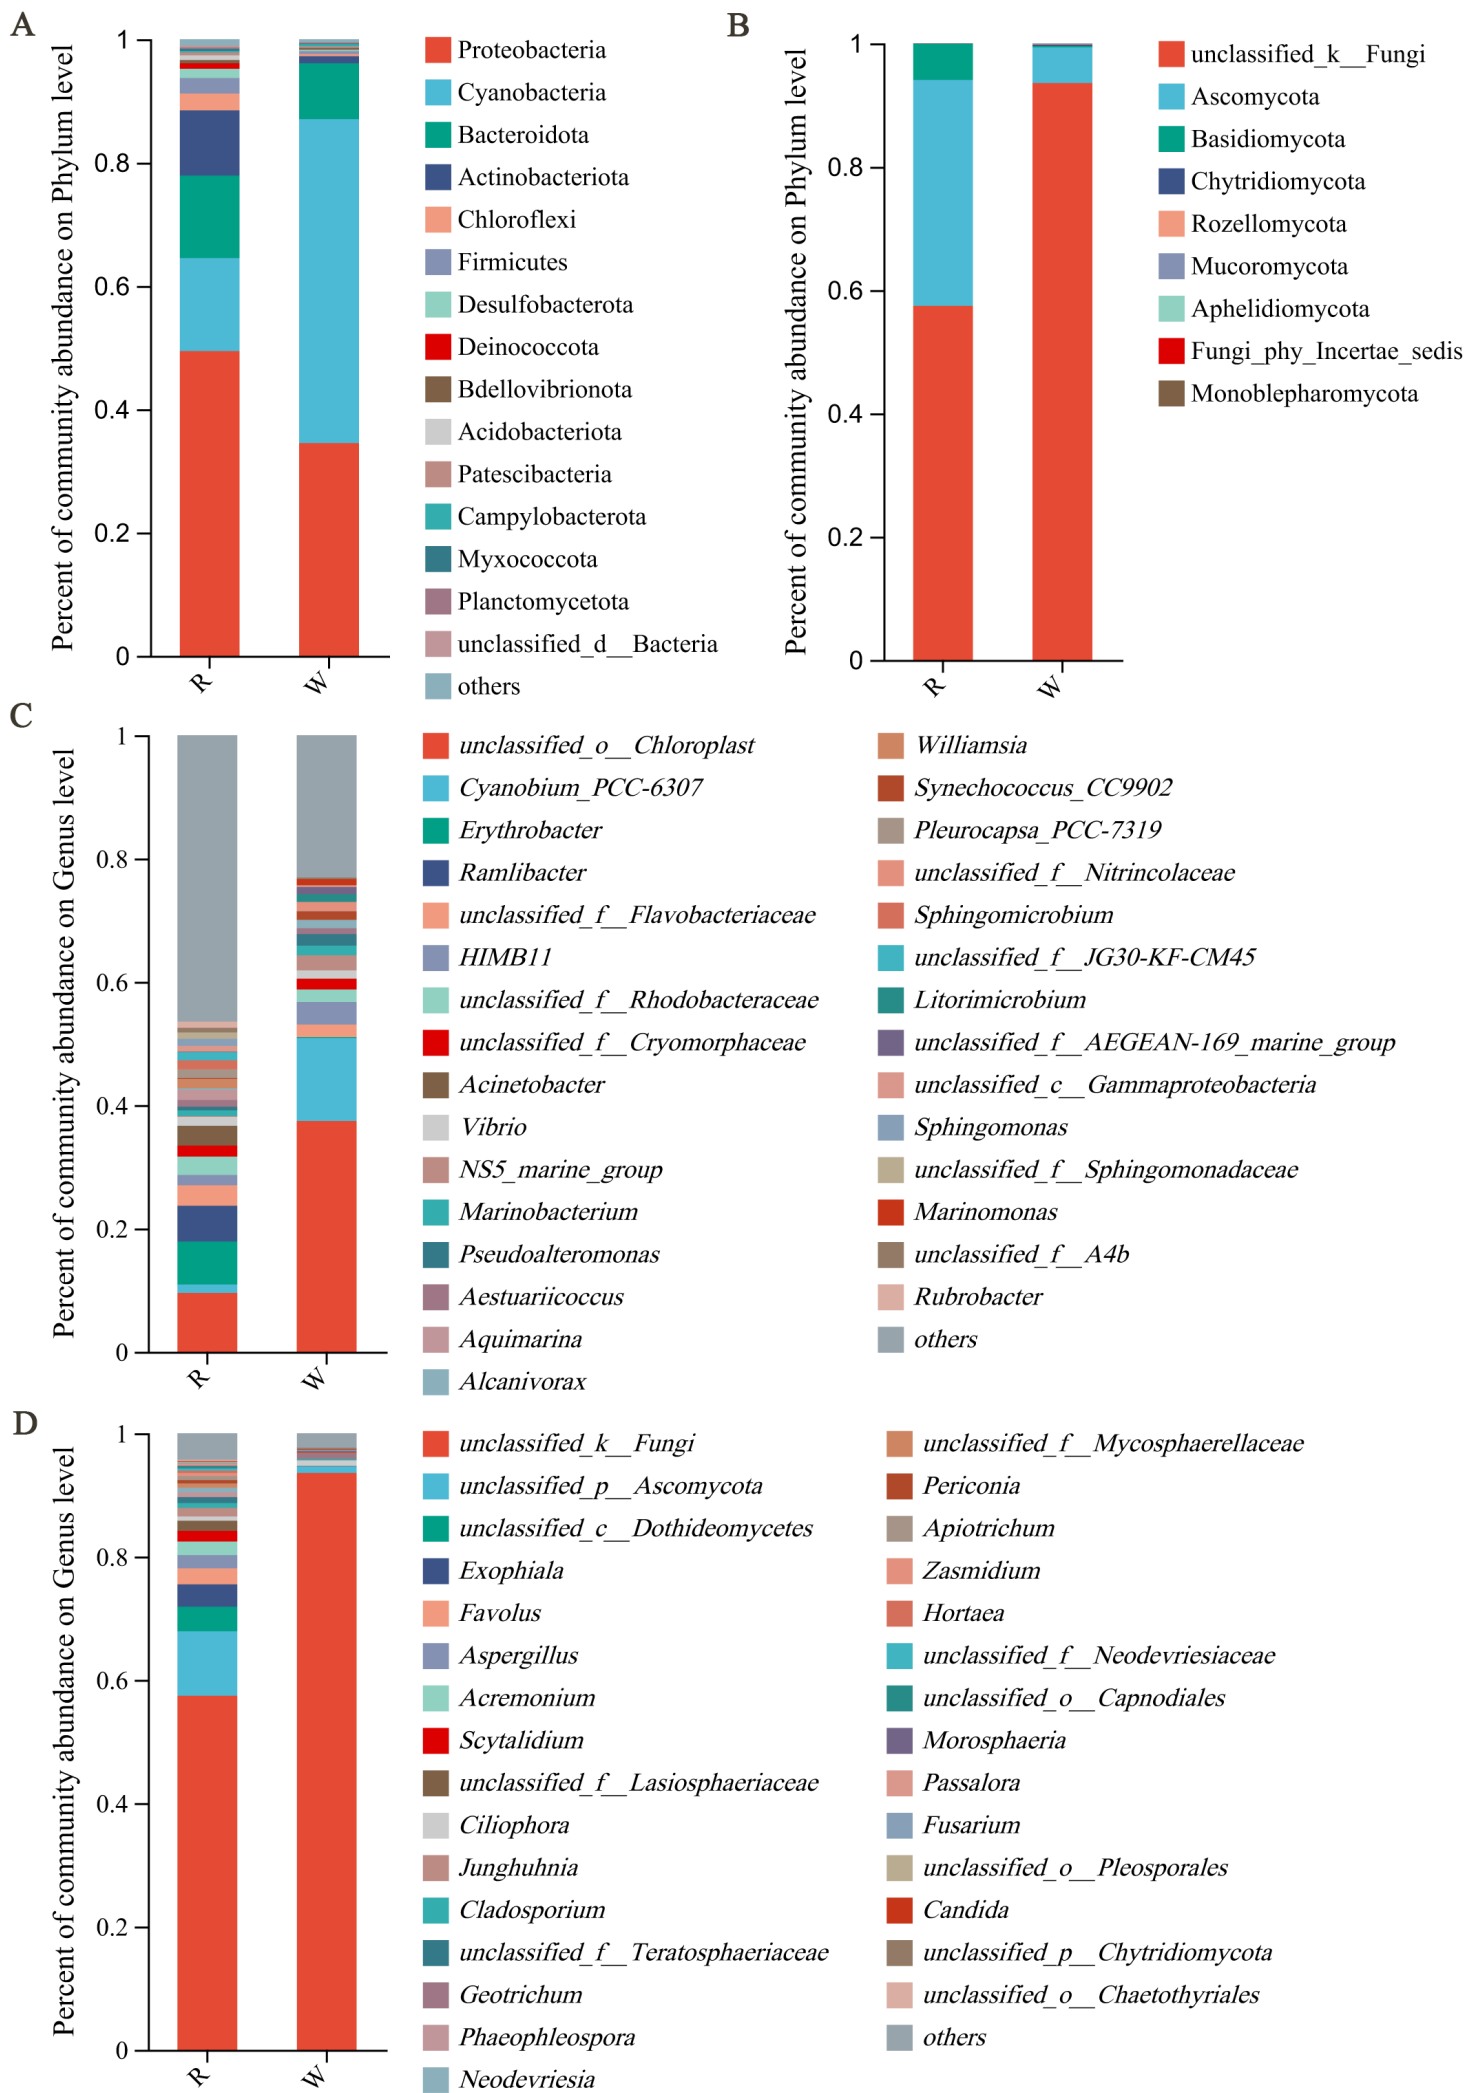 A
Percent of community abundance on Phylum level
1
0.8
0.6
0.4
0.2
0
R
W
Proteobacteria
Cyanobacteria
Bacteroidota
Actinobacteriota
Chloroflexi
Firmicutes
Desulfobacterota
Deinococcota
Bdellovibrionota
Acidobacteriota
Patescibacteria
Campylobacterota
Myxococcota
Planctomycetota
unclassified_d__Bacteria
others
B
Percent of community abundance on Phylum level
1
0.8
0.6
0.4
0.2
0
R
W
unclassified_k__Fungi
Ascomycota
Basidiomycota
Chytridiomycota
Rozellomycota
Mucoromycota
Aphelidiomycota
Fungi_phy_Incertae_sedis
Monoblepharomycota
C
Percent of community abundance on Genus level
1
0.8
0.6
0.4
0.2
0
R
W
unclassified_o__Chloroplast
Cyanobium_PCC-6307
Erythrobacter
Ramlibacter
unclassified_f__Flavobacteriaceae
HIMB11
unclassified_f__Rhodobacteraceae
unclassified_f__Cryomorphaceae
Acinetobacter
Vibrio
NS5_marine_group
Marinobacterium
Pseudoalteromonas
Aestuariicoccus
Aquimarina
Alcanivorax
Williamsia
Synechococcus_CC9902
Pleurocapsa_PCC-7319
unclassified_f__Nitrincolaceae
Sphingomicrobium
unclassified_f__JG30-KF-CM45
Litorimicrobium
unclassified_f__AEGEAN-169_marine_group
unclassified_c__Gammaproteobacteria
Sphingomonas
unclassified_f__Sphingomonadaceae
Marinomonas
unclassified_f__A4b
Rubrobacter
others
D
Percent of community abundance on Genus level
1
0.8
0.6
0.4
0.2
0
R
W
unclassified_k__Fungi
unclassified_p__Ascomycota
unclassified_c__Dothideomycetes
Exophiala
Favolus
Aspergillus
Acremonium
Scytalidium
unclassified_f__Lasiosphaeriaceae
Ciliophora
Junghuhnia
Cladosporium
unclassified_f__Teratosphaeriaceae
Geotrichum
Phaeophleospora
Neodevriesia
unclassified_f__Mycosphaerellaceae
Periconia
Apiotrichum
Zasmidium
Hortaea
unclassified_f__Neodevriesiaceae
unclassified_o__Capnodiales
Morosphaeria
Passalora
Fusarium
unclassified_o__Pleosporales
Candida
unclassified_p__Chytridiomycota
unclassified_o__Chaetothyriales
others